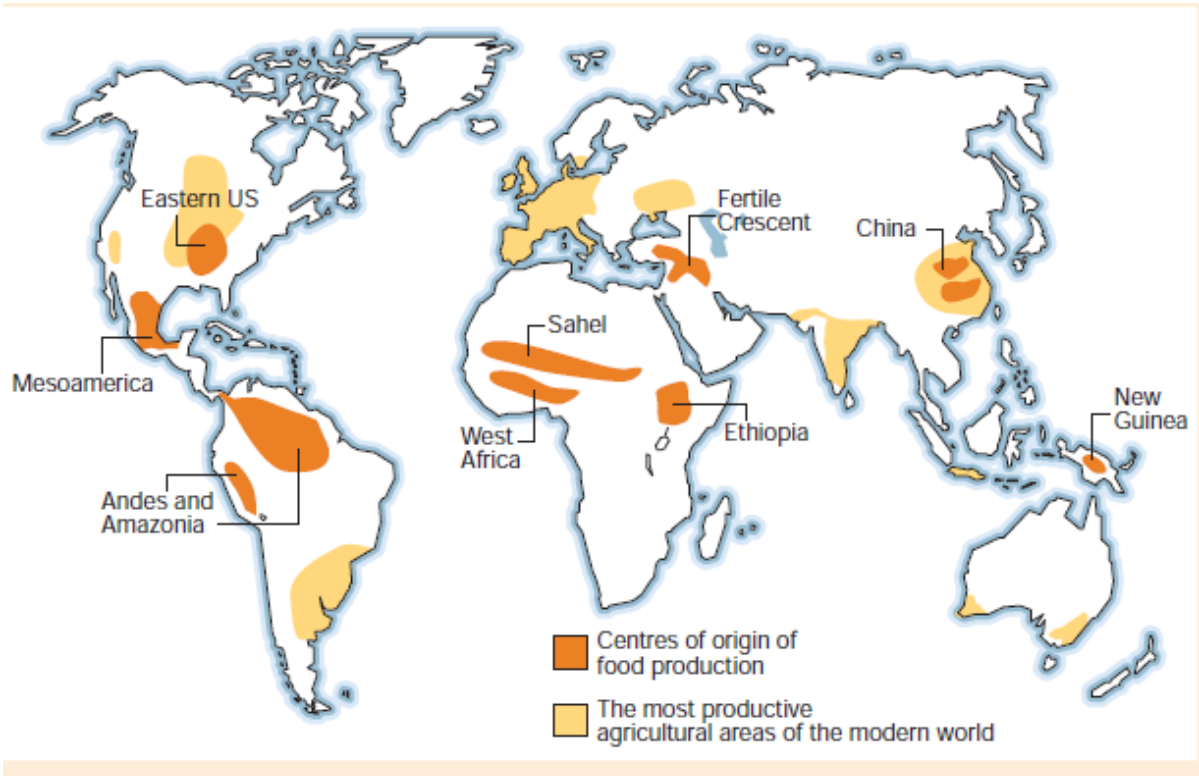 Eastern US
Fertile
Crescent
China
Sahel
Mesoamerica
West
Africa
Ethiopia
New
Guinea
Andes and
Amazonia
Centres of origin of
food production
The most productive
agricultural areas of the modern world